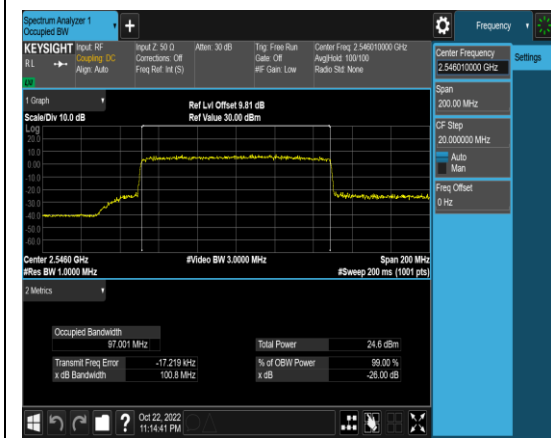 Spectrum Analyzer 1
Occupied BW
+
Frequency
KEYSIGHT
RL
Input: RF
Coupling: DC
Align: Auto
Input Z: 50 Ω
Corrections: Off
Freq Ref: Int (S)
Atten: 30 dB
Trig: Free Run
Gate: Off
#IF Gain: Low
Center Freq: 2.546010000 GHz
Avg|Hold: 100/100
Radio Std: None
Center Frequency
2.546010000 GHz
Settings
Span
200.00 MHz
CF Step
20.000000 MHz
Auto
Man
Freq Offset
0 Hz
1 Graph
Scale/Div 10.0 dB
Ref Lvl Offset 9.81 dB
Ref Value 30.00 dBm
Log
20.0
10.0
0.00
-10.0
-20.0
-30.0
-40.0
-50.0
-60.0
Center 2.5460 GHz
#Video BW 3.0000 MHz
Span 200 MHz
#Res BW 1.0000 MHz
#Sweep 200 ms (1001 pts)
2 Metrics
Occupied Bandwidth
97.001 MHz
Total Power
24.6 dBm
Transmit Freq Error
-17.219 kHz
% of OBW Power
99.00 %
x dB Bandwidth
100.8 MHz
x dB
-26.00 dB
?
Oct 22, 2022
11:14:41 PM